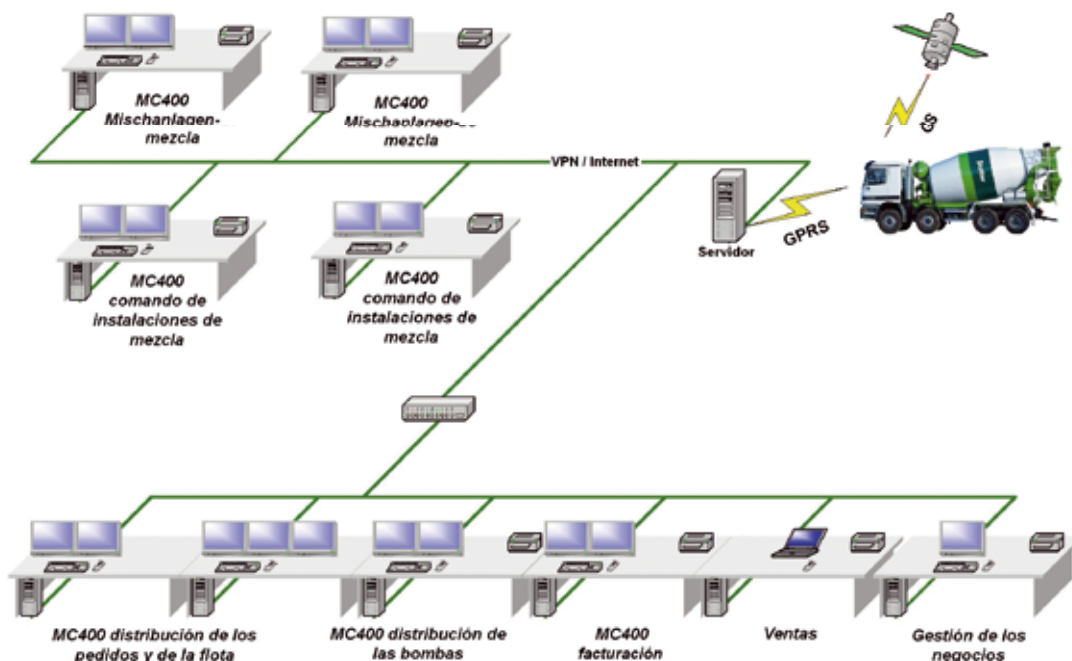 MC400
Mischanlagen-
mezcla
MC400
mezcla
VPN / Internet
GS
GPRS
Servidor
MC400
comando de
instalaciones de
mezcla
MC400
comando de
instalaciones de
mezcla
MC400 distribución de los
pedidos y de la flota
MC400 distribución de
las bombas
MC400
facturación
Ventas
Gestión de los
negocios